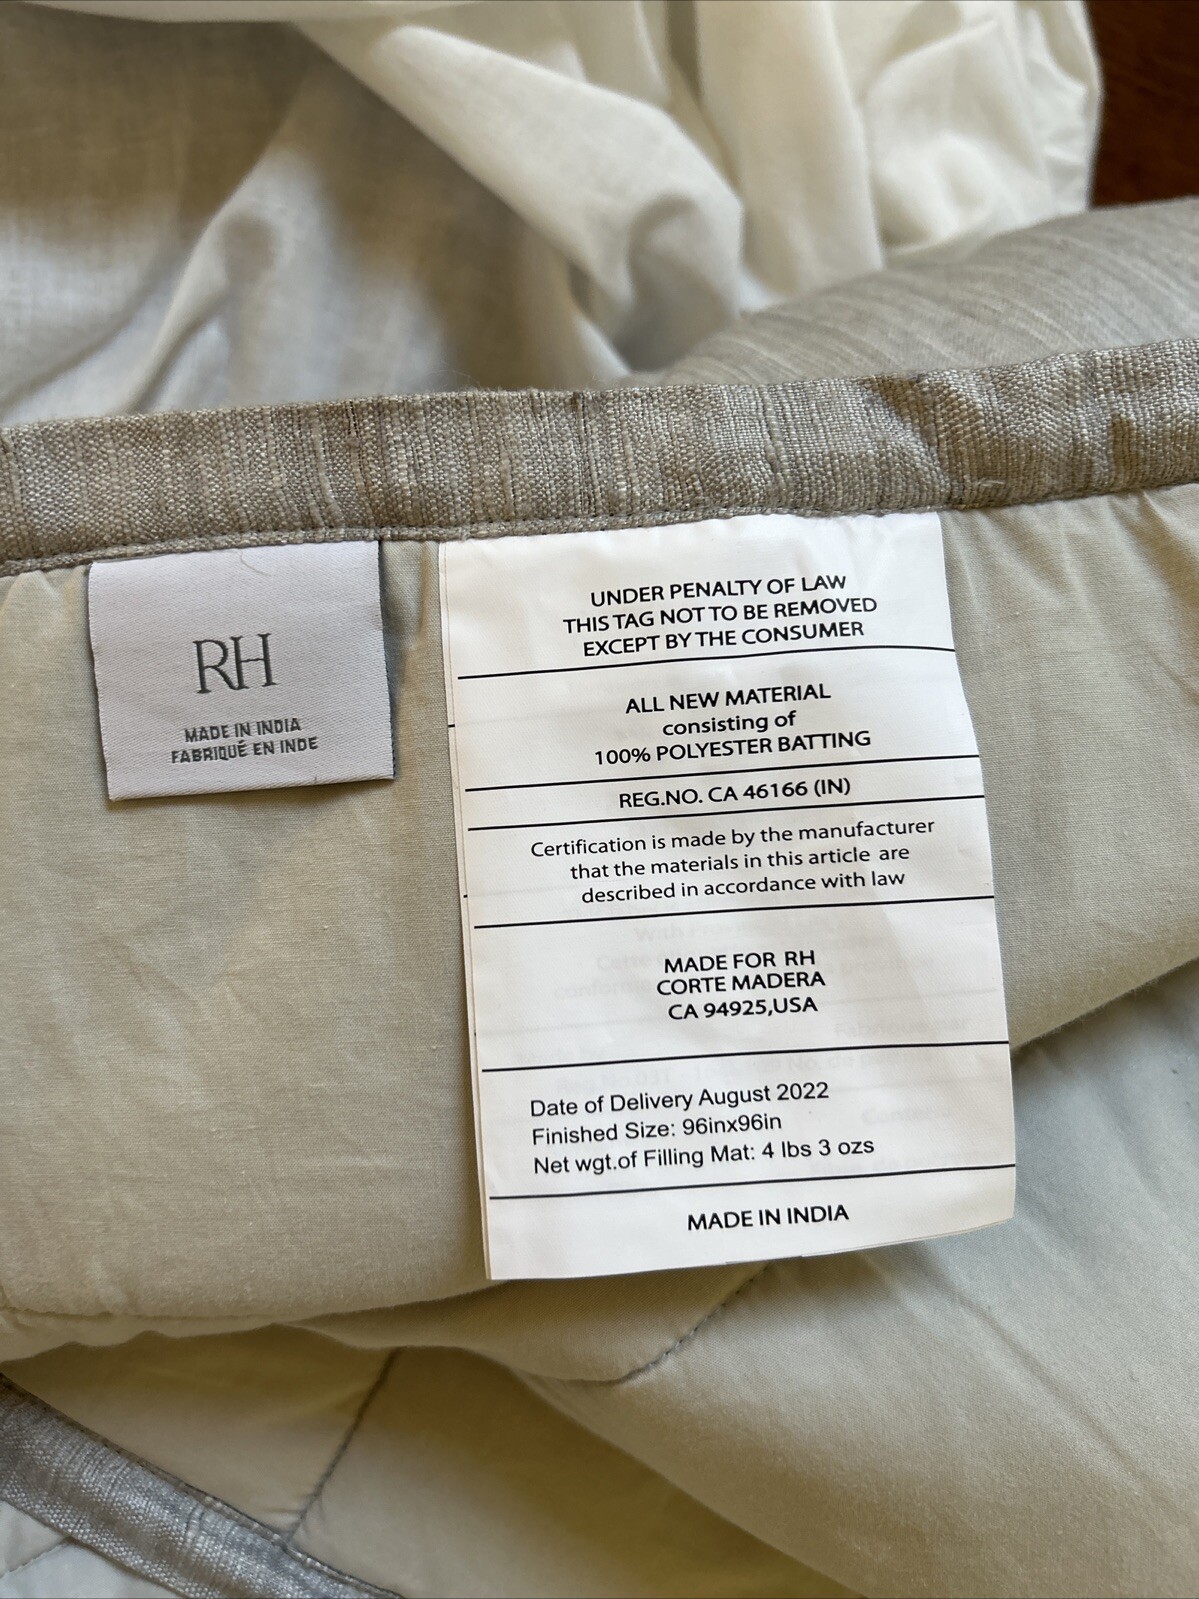 RH
MADE IN INDIA
FABRIQUÉ EN INDE
UNDER PENALTY OF LAW
THIS TAG NOT TO BE REMOVED
EXCEPT BY THE CONSUMER
ALL NEW MATERIAL
consisting of
100% POLYESTER BATTING
REG.NO. CA 46166 (IN)
Certification is made by the manufacturer
that the materials in this article are
described in accordance with law
MADE FOR RH
CORTE MADERA
CA 94925,USA
Date of Delivery August 2022
Finished Size: 96inx96in
Net wgt.of Filling Mat: 4 lbs 3 ozs
MADE IN INDIA